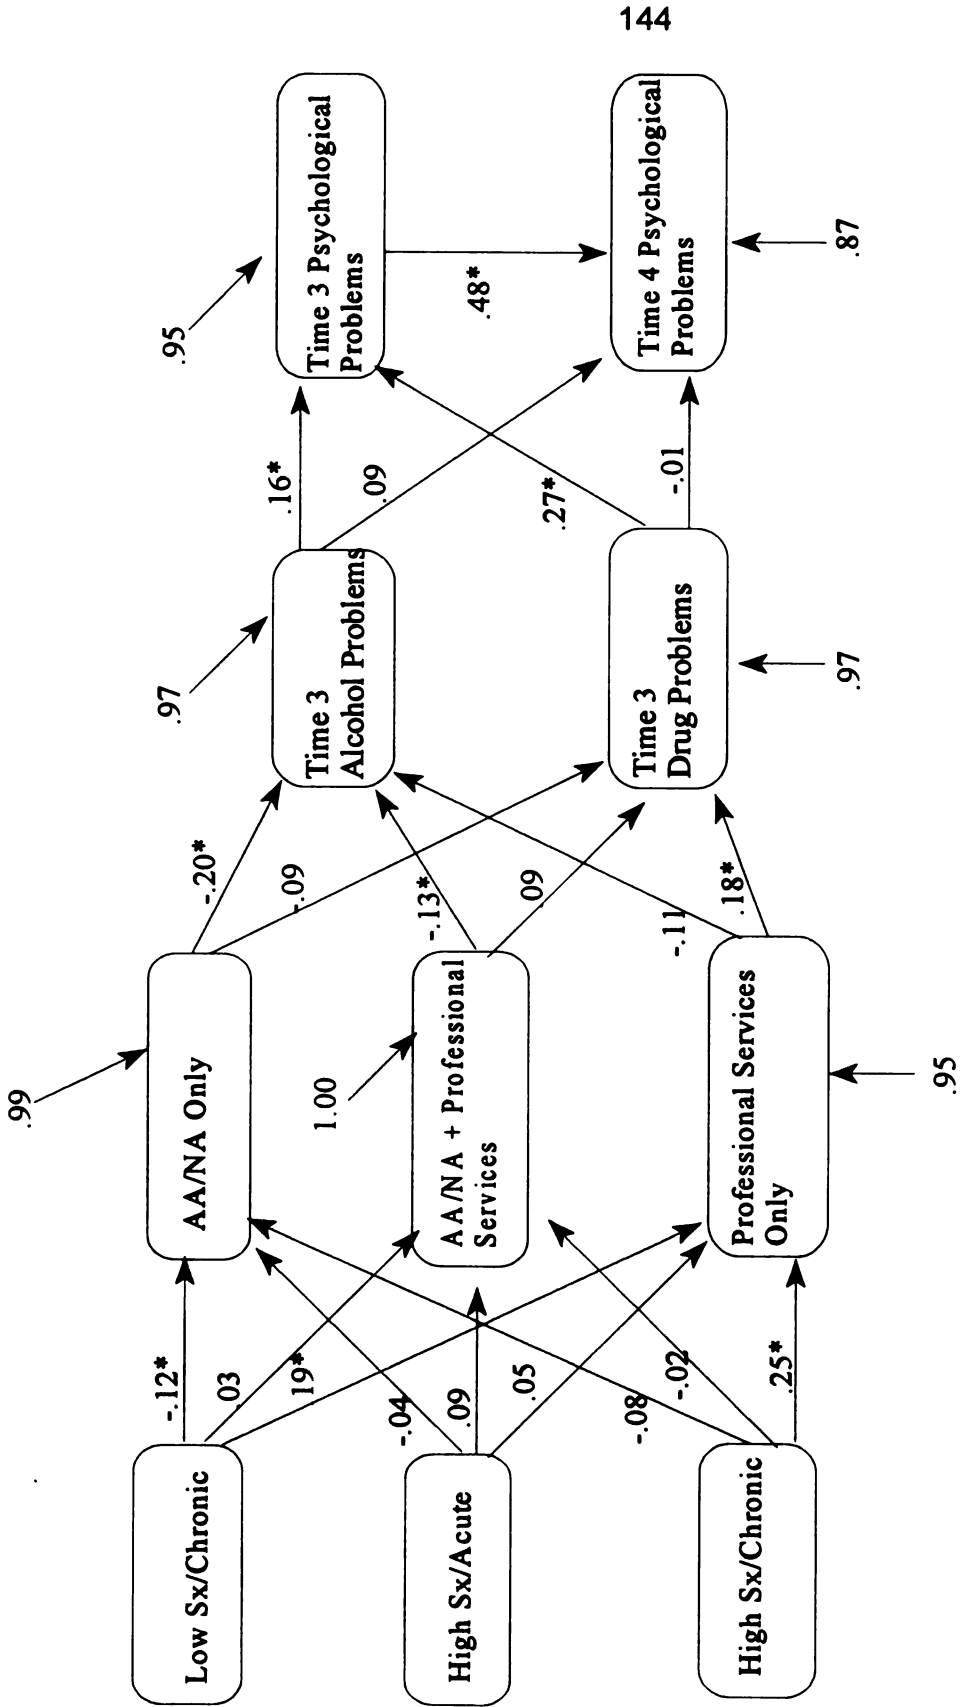 144
Low Sx/Chronic
High Sx/Acute
High Sx/Chronic
-.12*
.03
.19*
-.04
.09
.05
-.08
-.02
.25*
.99
AA/NA Only
1.00
AA/NA + Professional
Services
Professional Services
Only
.95
-.20*
-.09
-.13*
.09
-.11
.18*
.97
Time 3
Alcohol Problems
Time 3
Drug Problems
.97
.16*
.09
.27*
-.01
.95
Time 3 Psychological
Problems
.48*
Time 4 Psychological
Problems
.87